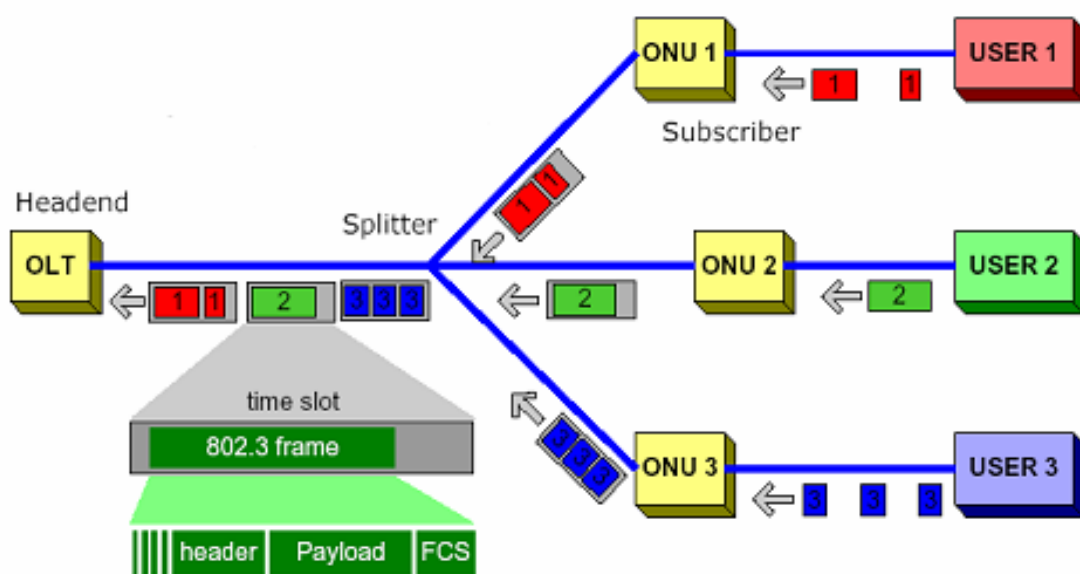 ONU 1
USER 1
1
1
Subscriber
1
1
Headend
Splitter
OLT
ONU 2
USER 2
1
1
2
3
3
3
2
2
time slot
802.3 frame
3
3
3
ONU 3
USER 3
3
3
3
header
Payload
FCS